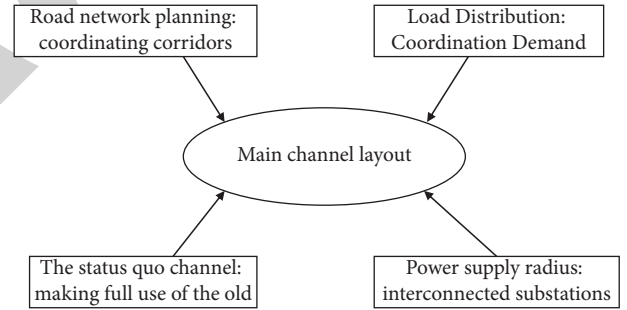 Road network planning:
coordinating corridors
Load Distribution:
Coordination Demand
Main channel layout
The status quo channel:
making full use of the old
Power supply radius:
interconnected substations